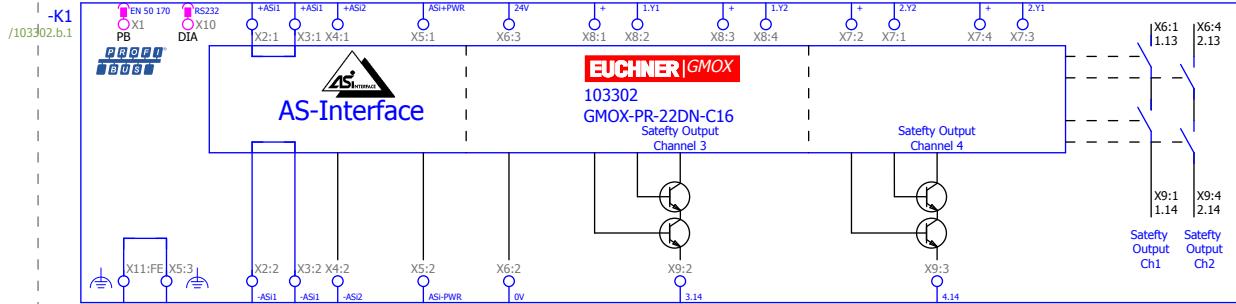 -K1
/103302.b.1
EN 50 170
X1
PB
RS232
X10
DIA
PROFI
BUS
+ASi1
X2:1
+ASi1
X3:1
+ASi2
X4:1
ASi+PWR
X5:1
24V
X6:3
+
X8:1
1.Y1
X8:2
+
X8:3
1.Y2
X8:4
+
X7:2
2.Y1
X7:1
+
X7:4
2.Y1
X7:3
X6:1
1.13
X6:4
2.13
ASi INTERFACE
AS-Interface
EUCHNER GMOX
103302
GMOX-PR-22DN-C16
Satefty Output
Channel 3
Satefty Output
Channel 4
X9:1
1.14
X9:4
2.14
Satefty
Output
Ch1
Satefty
Output
Ch2
X11:FE
X5:3
X2:2
-ASi1
X3:2
-ASi1
X4:2
-ASi2
X5:2
ASi-PWR
X6:2
0V
X9:2
3.14
X9:3
4.14